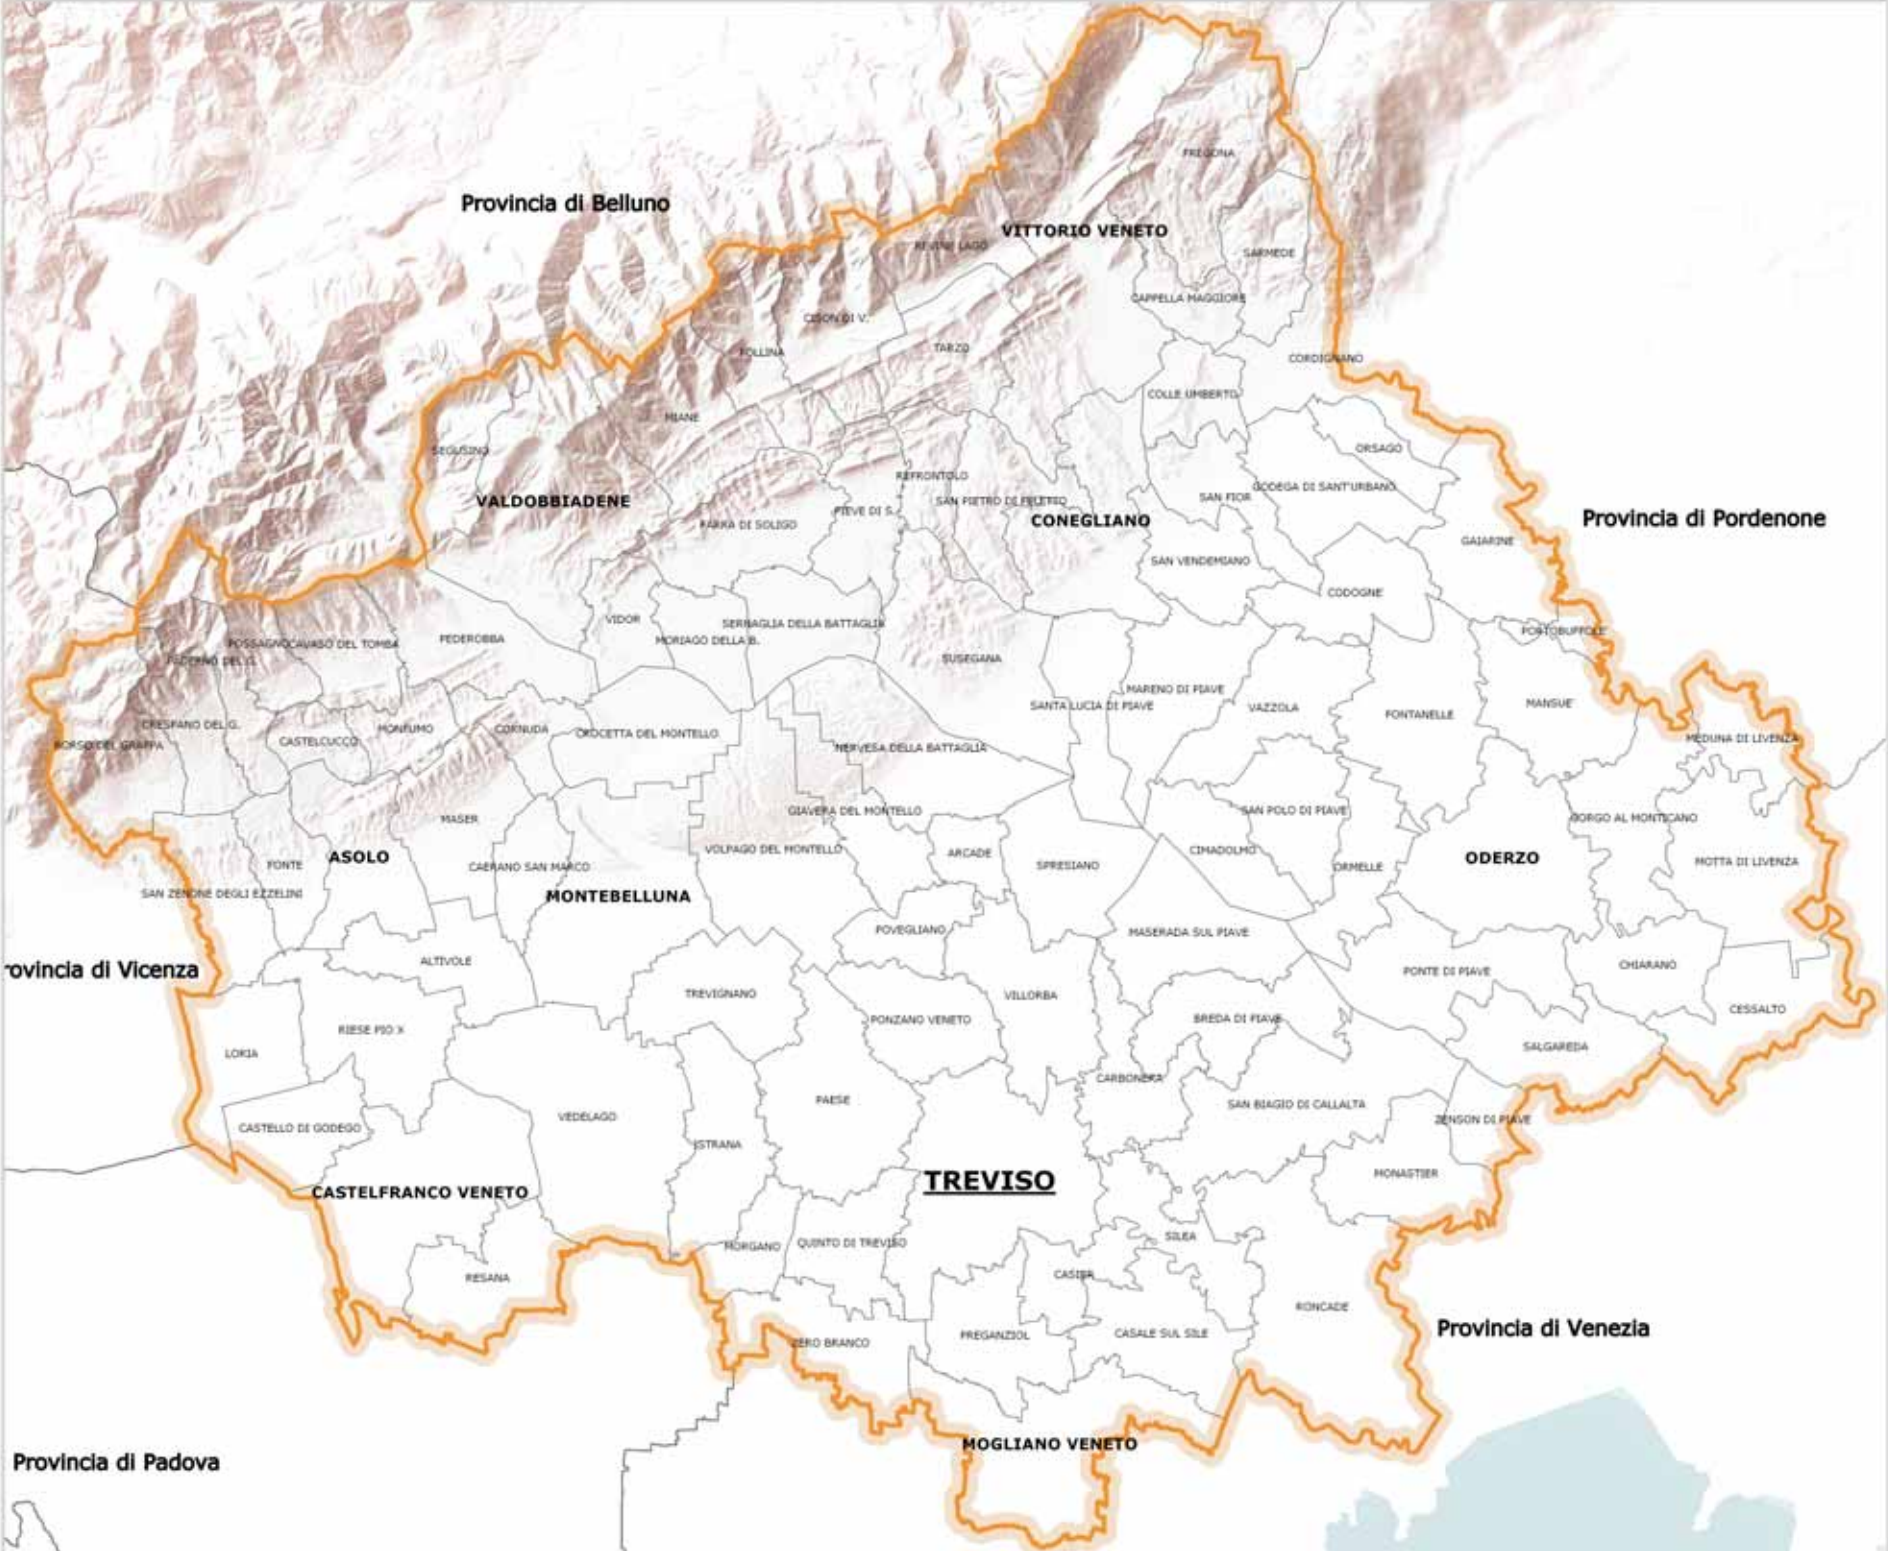 FREGONA
Provincia di Belluno
VITTORIO VENETO
REVINE LAGO
SARMEDE
CAPPELLA MAGGIORE
CISON DI V.
FOLLINA
TARZO
CORDIGNANO
COLLE UMBERTO
MIANE
SEGUSINO
ORSAGO
REFRONTOLO
GODEGA DI SANT'URBANO
VALDOBBIADENE
SAN PIETRO DI FELETTO
SAN FIOR
PIEVE DI S.
FARRA DI SOLIGO
CONEGLIANO
Provincia di Pordenone
GAIARINE
SAN VENDEMIANO
CODOGNE
VIDOR
SERNAGLIA DELLA BATTAGLIA
PORTOBUFFOLE
POSSAGNO
CAVASO DEL TOMBA
PEDEROBBA
MORIAGO DELLA B.
PADERNO DEL G.
SUSEGANA
MARENO DI PIAVE
SANTA LUCIA DI PIAVE
VAZZOLA
FONTANELLE
MANSUE'
CRESPANO DEL G.
MONFUMO
CORNUDA
CROCETTA DEL MONTELLO
BORSO DEL GRAPPA
CASTELCUCCO
NERVESA DELLA BATTAGLIA
MEDUNA DI LIVENZA
MASER
GIAVERA DEL MONTELLO
SAN POLO DI PIAVE
GORGO AL MONTICANO
VOLPAGO DEL MONTELLO
ARCADE
CIMADOLMO
ASOLO
FONTE
CAERANO SAN MARCO
SPRESIANO
ORMELLE
ODERZO
MOTTA DI LIVENZA
SAN ZENONE DEGLI EZZELINI
MONTEBELLUNA
POVEGLIANO
MASERADA SUL PIAVE
rovincia di Vicenza
ALTIVOLE
PONTE DI PIAVE
CHIARANO
TREVIGNANO
VILLORBA
CESSALTO
RIESE PIO X
PONZANO VENETO
BREDA DI PIAVE
LORIA
SALGAREDA
CARBONERA
PAESE
SAN BIAGIO DI CALLALTA
VEDELAGO
ZENSON DI PIAVE
CASTELLO DI GODEGO
ISTRANA
MONASTIER
TREVISO
CASTELFRANCO VENETO
SILEA
MORGANO
QUINTO DI TREVISO
RESANA
CASIER
RONCADE
Provincia di Venezia
ZERO BRANCO
PREGANZIOL
CASALE SUL SILE
MOGLIANO VENETO
Provincia di Padova